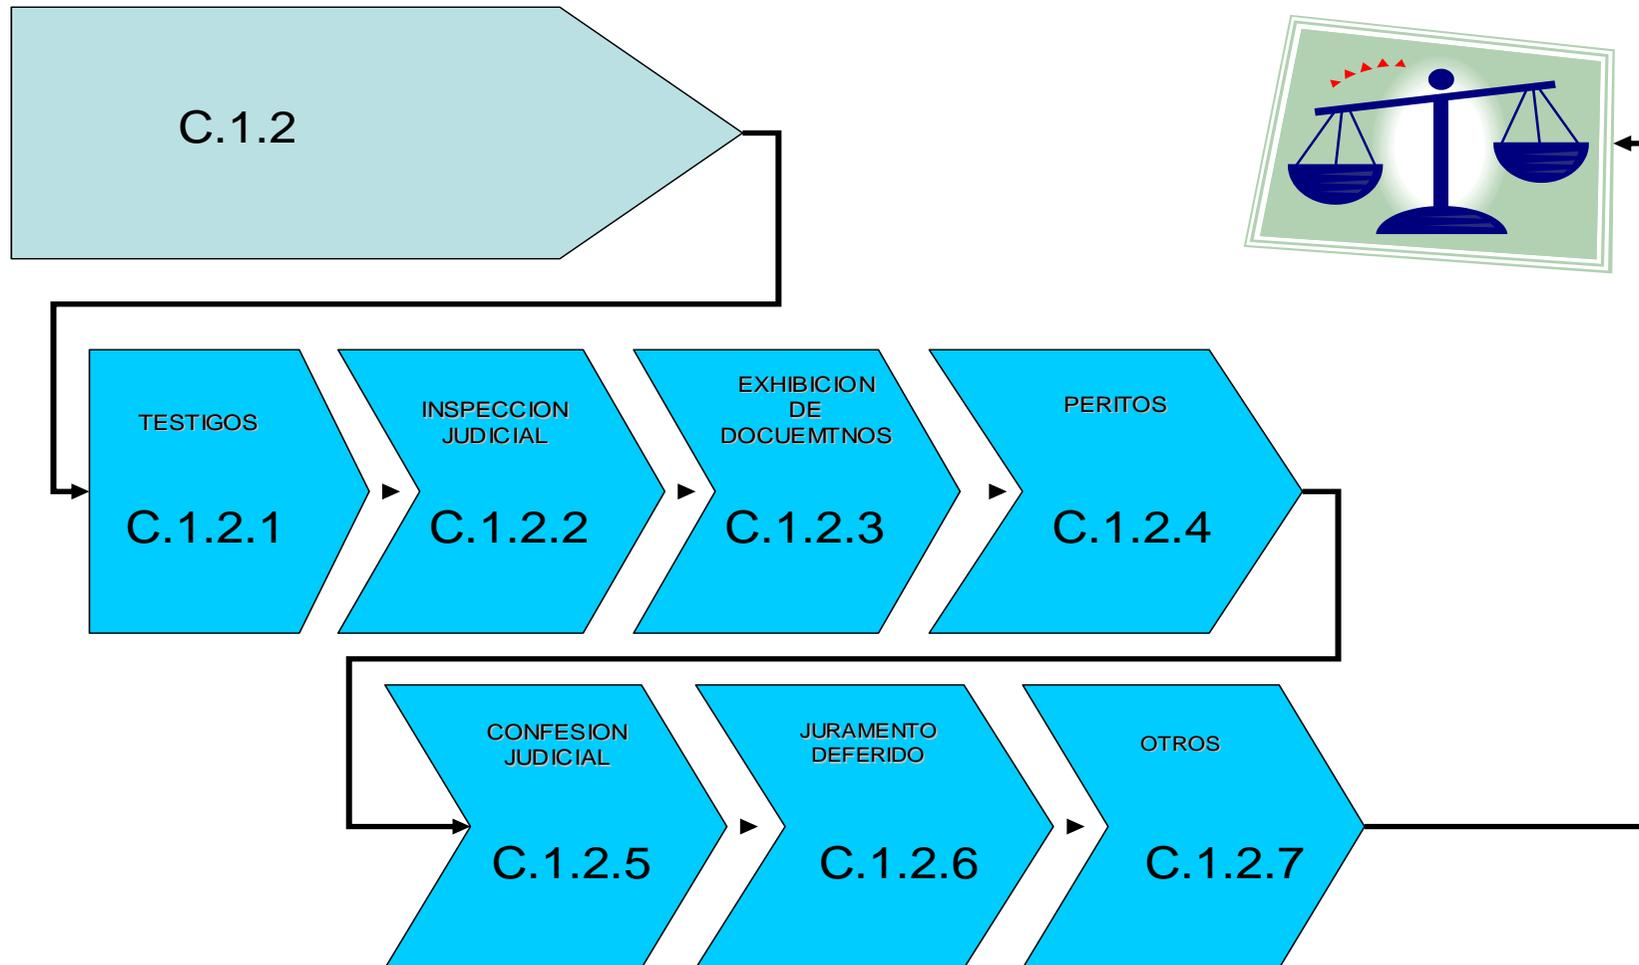 C.1.2
TESTIGOS
C.1.2.1
INSPECCION
JUDICIAL
C.1.2.2
EXHIBICION
DE
DOCUEMTNOS
C.1.2.3
PERITOS
C.1.2.4
CONFESION
JUDICIAL
C.1.2.5
JURAMENTO
DEFERIDO
C.1.2.6
OTROS
C.1.2.7